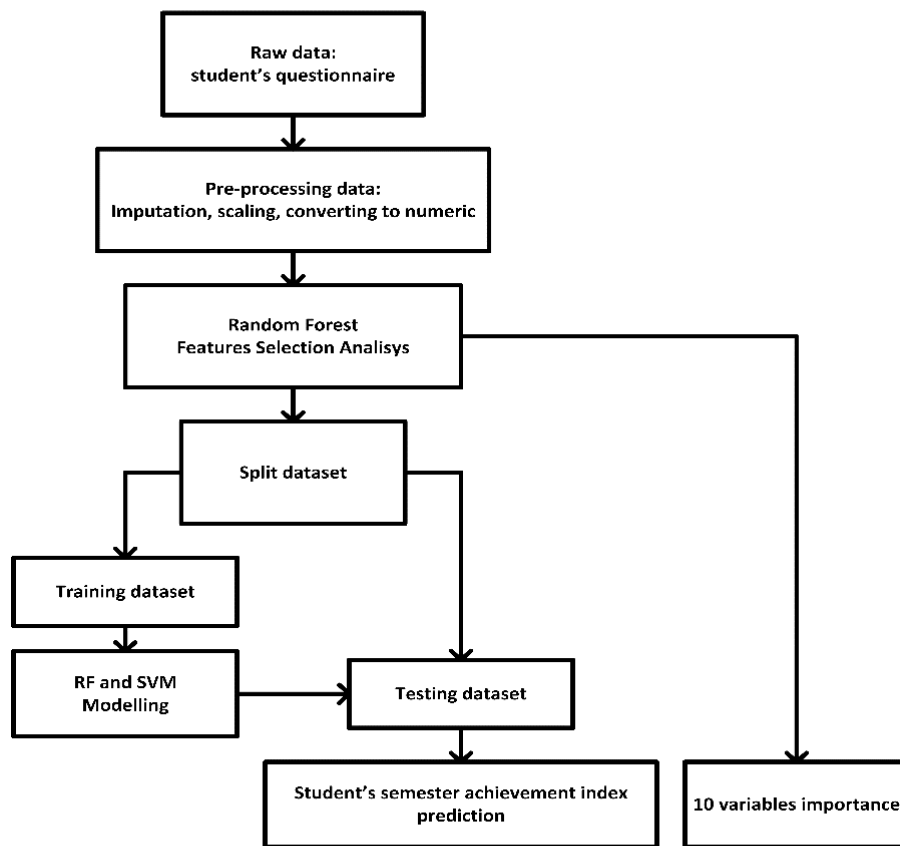 Raw data:
student's questionnaire
Pre-processing data:
Imputation, scaling, converting to numeric
Random Forest
Features Selection Analisys
Split dataset
Training dataset
RF and SVM
Modelling
Testing dataset
Student's semester achievement index
prediction
10 variables importance